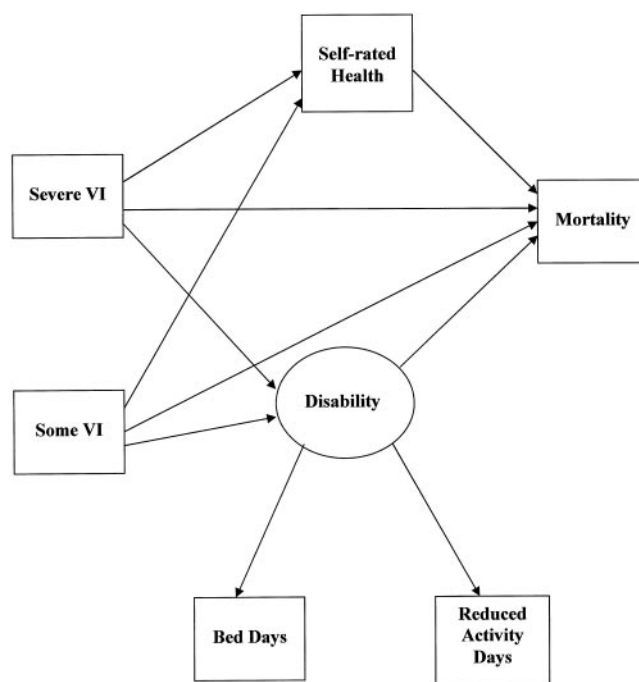 Self-rated
Health
Severe VI
Mortality
Some VI
Disability
Bed Days
Reduced
Activity
Days